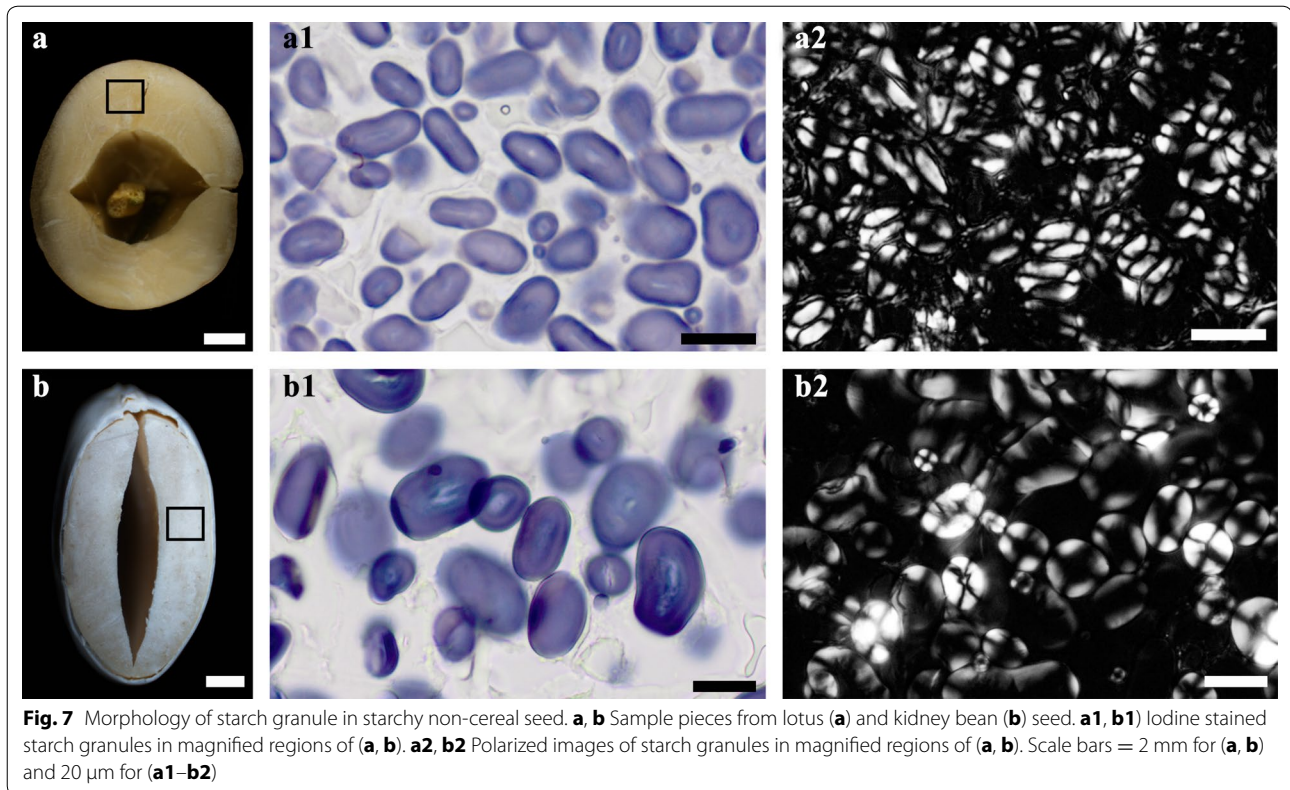 a a1 a2
b b1 b2
Fig. 7 Morphology of starch granule in starchy non-cereal seed. a, b Sample pieces from lotus (a) and kidney bean (b) seed. a1, b1) Iodine stained
starch granules in magnified regions of (a, b). a2, b2 Polarized images of starch granules in magnified regions of (a, b). Scale bars = 2 mm for (a, b)
and 20 μm for (a1–b2)